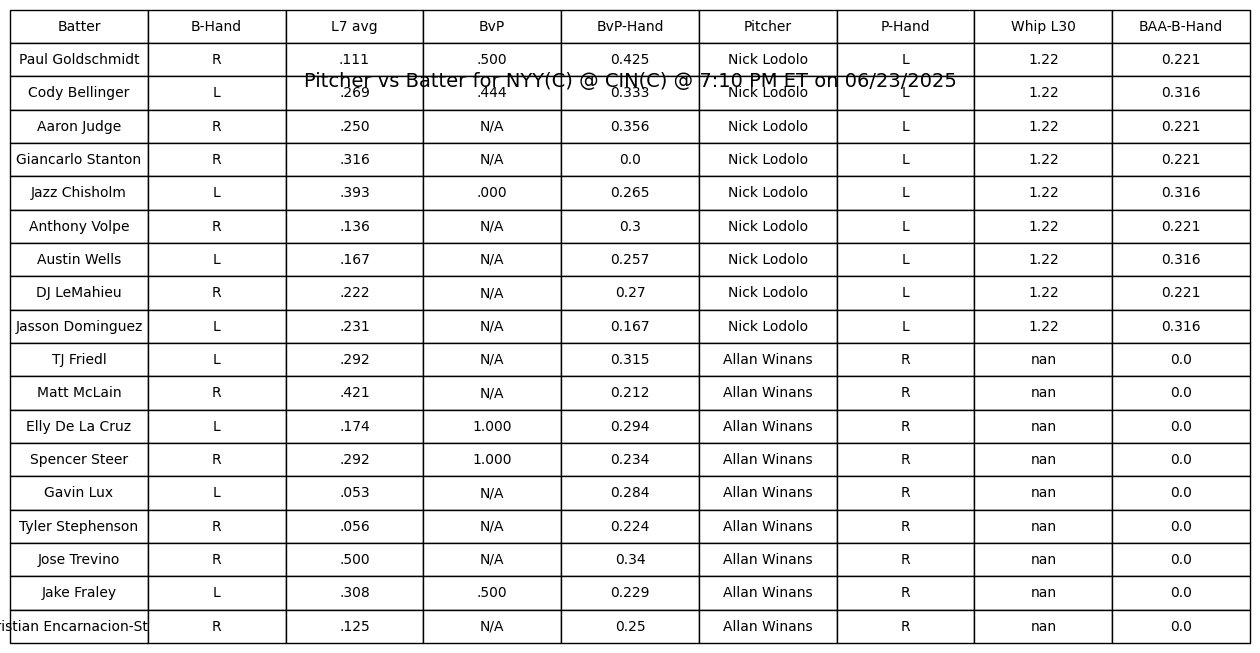 Batter B-Hand L7 avg BvP BvP-Hand Pitcher P-Hand Whip L30 BAA-B-Hand
Paul Goldschmidt R .111 .500 0.425 Nick Lodolo L 1.22 0.221
Pitcher vs Batter for NYY(C) @ CIN(C) @ 7:10 PM ET on 06/23/2025
Cody Bellinger L .269 .444 0.333 Nick Lodolo L 1.22 0.316
Aaron Judge R .250 N/A 0.356 Nick Lodolo L 1.22 0.221
Giancarlo Stanton R .316 N/A 0.0 Nick Lodolo L 1.22 0.221
Jazz Chisholm L .393 .000 0.265 Nick Lodolo L 1.22 0.316
Anthony Volpe R .136 N/A 0.3 Nick Lodolo L 1.22 0.221
Austin Wells L .167 N/A 0.257 Nick Lodolo L 1.22 0.316
DJ LeMahieu R .222 N/A 0.27 Nick Lodolo L 1.22 0.221
Jasson Dominguez L .231 N/A 0.167 Nick Lodolo L 1.22 0.316
TJ Friedl L .292 N/A 0.315 Allan Winans R nan 0.0
Matt McLain R .421 N/A 0.212 Allan Winans R nan 0.0
Elly De La Cruz L .174 1.000 0.294 Allan Winans R nan 0.0
Spencer Steer R .292 1.000 0.234 Allan Winans R nan 0.0
Gavin Lux L .053 N/A 0.284 Allan Winans R nan 0.0
Tyler Stephenson R .056 N/A 0.224 Allan Winans R nan 0.0
Jose Trevino R .500 N/A 0.34 Allan Winans R nan 0.0
Jake Fraley L .308 .500 0.229 Allan Winans R nan 0.0
istian Encarnacion-St R .125 N/A 0.25 Allan Winans R nan 0.0